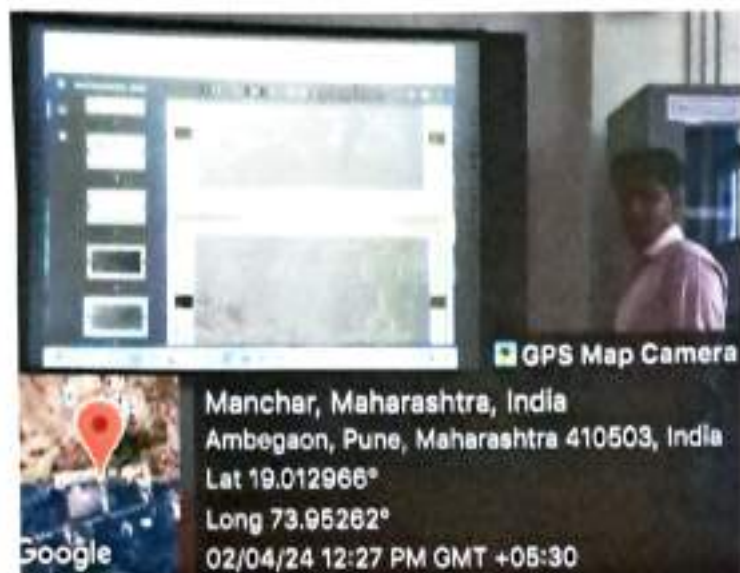 GPS Map Camera
Manchar, Maharashtra, India
Ambegaon, Pune, Maharashtra 410503, India
Lat 19.012966°
Long 73.95262°
02/04/24 12:27 PM GMT +05:30
Google